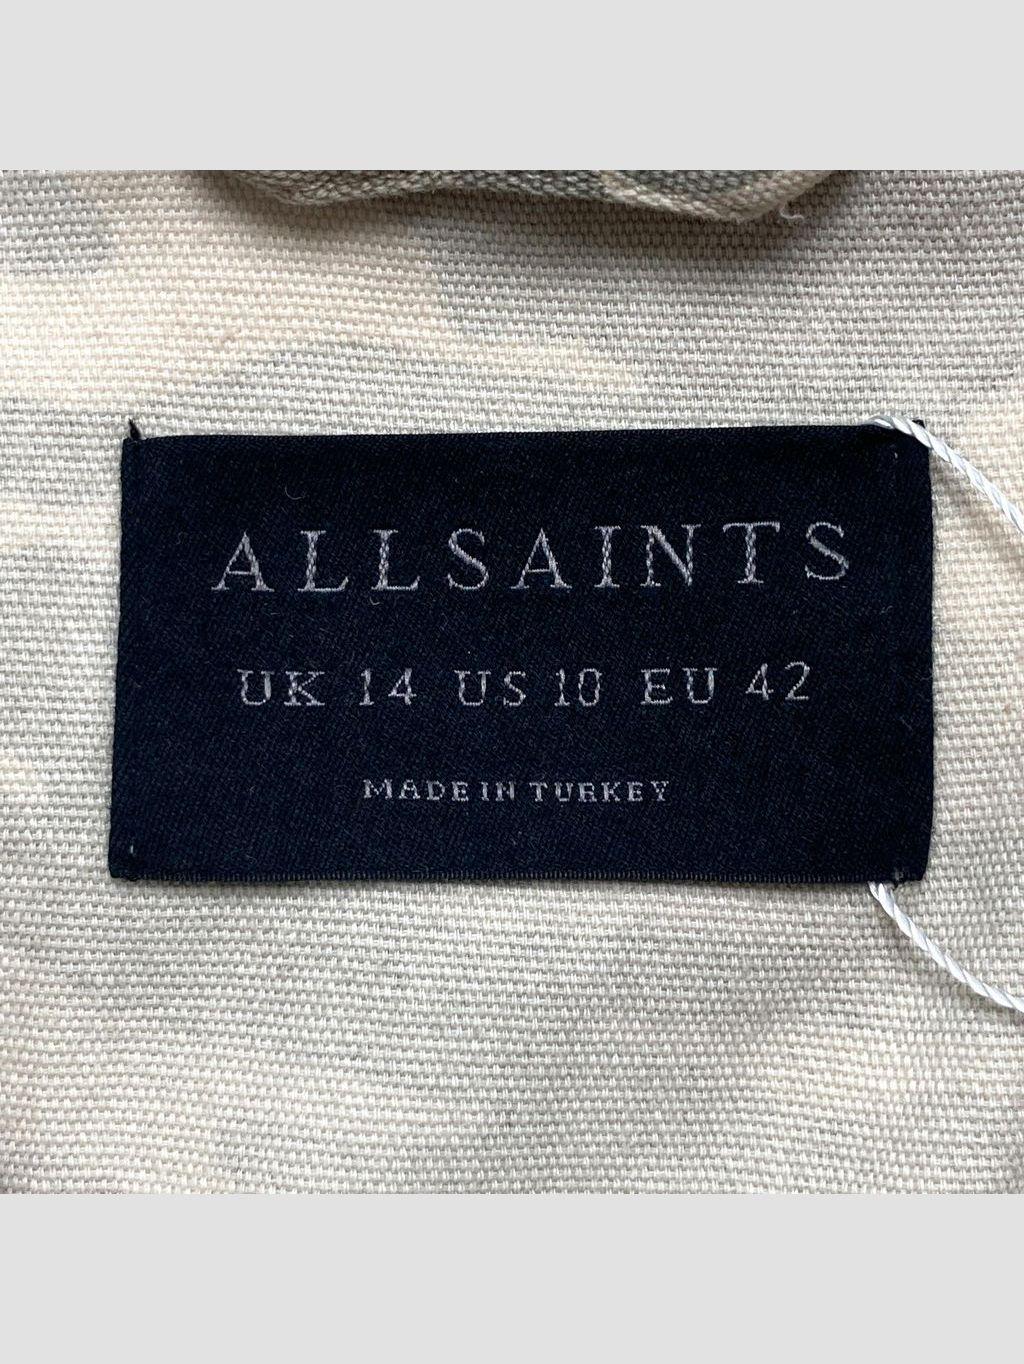 ALLSAINTS
UK 14 US 10 EU 42
MADE IN TURKEY